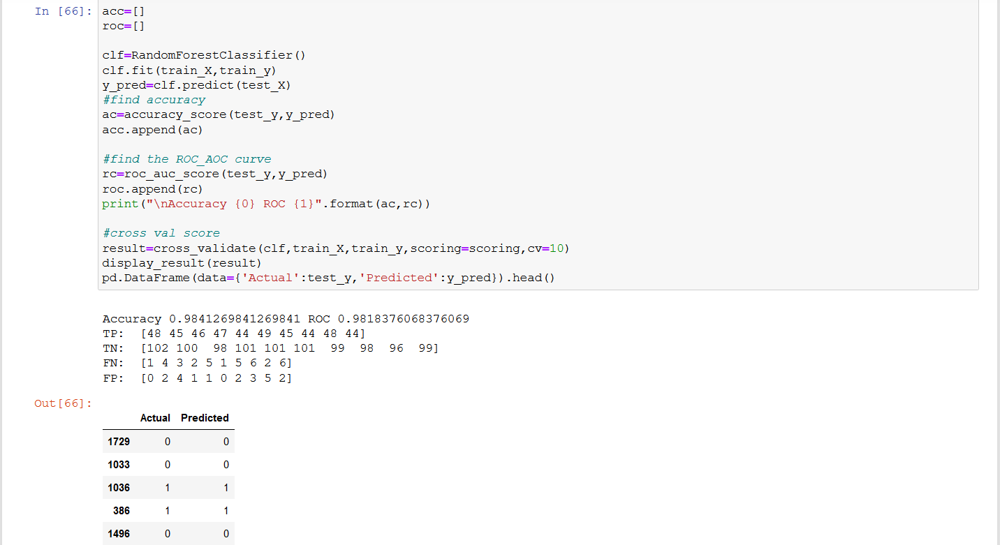 In [66]: acc=[]
roc=[]
clf=RandomForestClassifier()
clf.fit(train_X,train_y)
y_pred=clf.predict(test_X)
#find accuracy
ac=accuracy_score(test_y,y_pred)
acc.append(ac)
#find the ROC_AOC curve
rc=roc_auc_score(test_y,y_pred)
roc.append(rc)
print("\nAccuracy {0} ROC {1}".format(ac,rc))
#cross val score
result=cross_validate(clf,train_X,train_y,scoring=scoring,cv=10)
display_result(result)
pd.DataFrame(data={'Actual':test_y,'Predicted':y_pred}).head()
Accuracy 0.9841269841269841 ROC 0.9818376068376069
TP:  [48 45 46 47 44 49 45 44 48 44]
TN:  [102 100  98 101 101 101  99  98  96  99]
FN:  [1 4 3 2 5 1 5 6 2 6]
FP:  [0 2 4 1 1 0 2 3 5 2]
Out[66]:
Actual Predicted
1729 0 0
1033 0 0
1036 1 1
386 1 1
1496 0 0